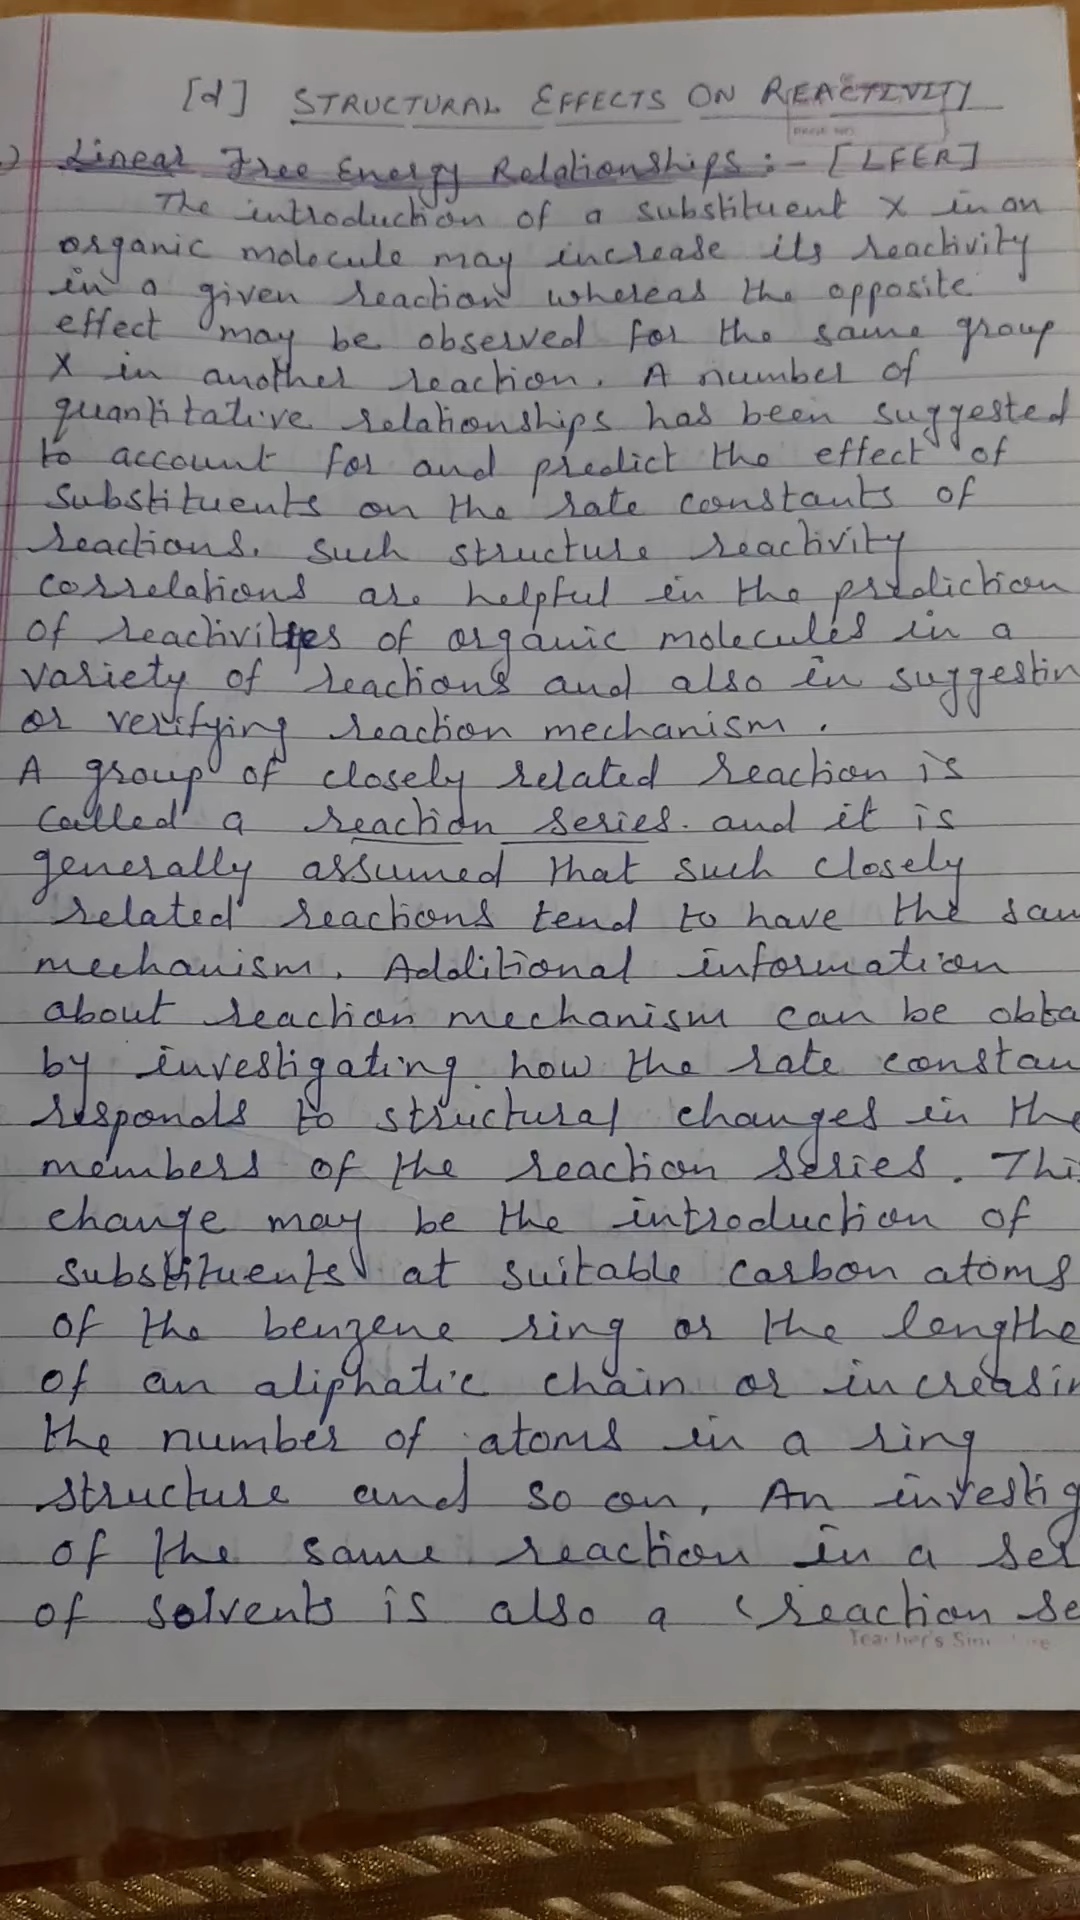 [d] STRUCTURAL EFFECTS ON REACTIVITY
PAGE NO.
.) Linear Free Energy Relationships :- [LFER]
The introduction of a substituent X in an
organic molecule may increase its reactivity
in a given reaction whereas the opposite
effect may be observed for the same group
X in another reaction. A number of
quantitative relationships has been suggested
to account for and predict the effect of
substituents on the rate constants of
reactions. Such structure reactivity
correlations are helpful in the prediction
of reactivities of organic molecules in a
variety of reactions and also in suggestin
or verifying reaction mechanism.
A group of closely related reaction is
called a reaction series. and it is
generally assumed that such closely
related reactions tend to have the sam
mechanism. Additional information
about reaction mechanism can be obta
by investigating how the rate constan
responds to structural changes in the
members of the reaction series. Thi
change may be the introduction of
substituents at suitable carbon atoms
of the benzene ring or the lengthe
of an aliphatic chain or increasin
the number of atoms in a ring
structure and so on. An investig
of the same reaction in a ser
of solvents is also a reaction se
Teacher's